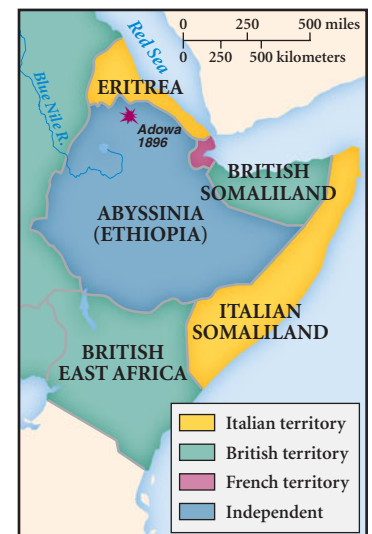 0 250 500 miles
0 250 500 kilometers
Red Sea
ERITREA
Blue Nile R.
Adowa
1896
BRITISH
SOMALILAND
ABYSSINIA
(ETHIOPIA)
ITALIAN
SOMALILAND
BRITISH
EAST AFRICA
Italian territory
British territory
French territory
Independent